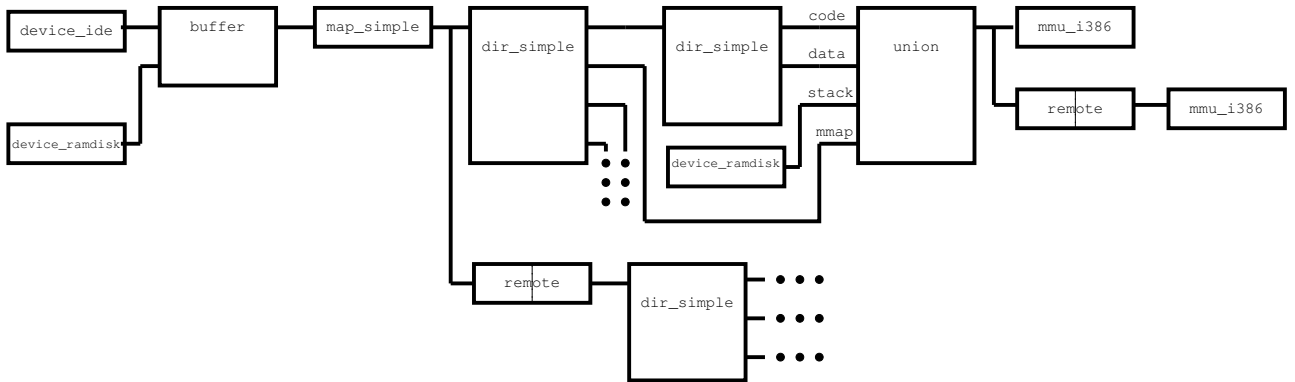 device_ide
buffer
map_simple
dir_simple
dir_simple
code
data
stack
mmap
union
mmu_i386
remote
mmu_i386
device_ramdisk
device_ramdisk
remote
dir_simple